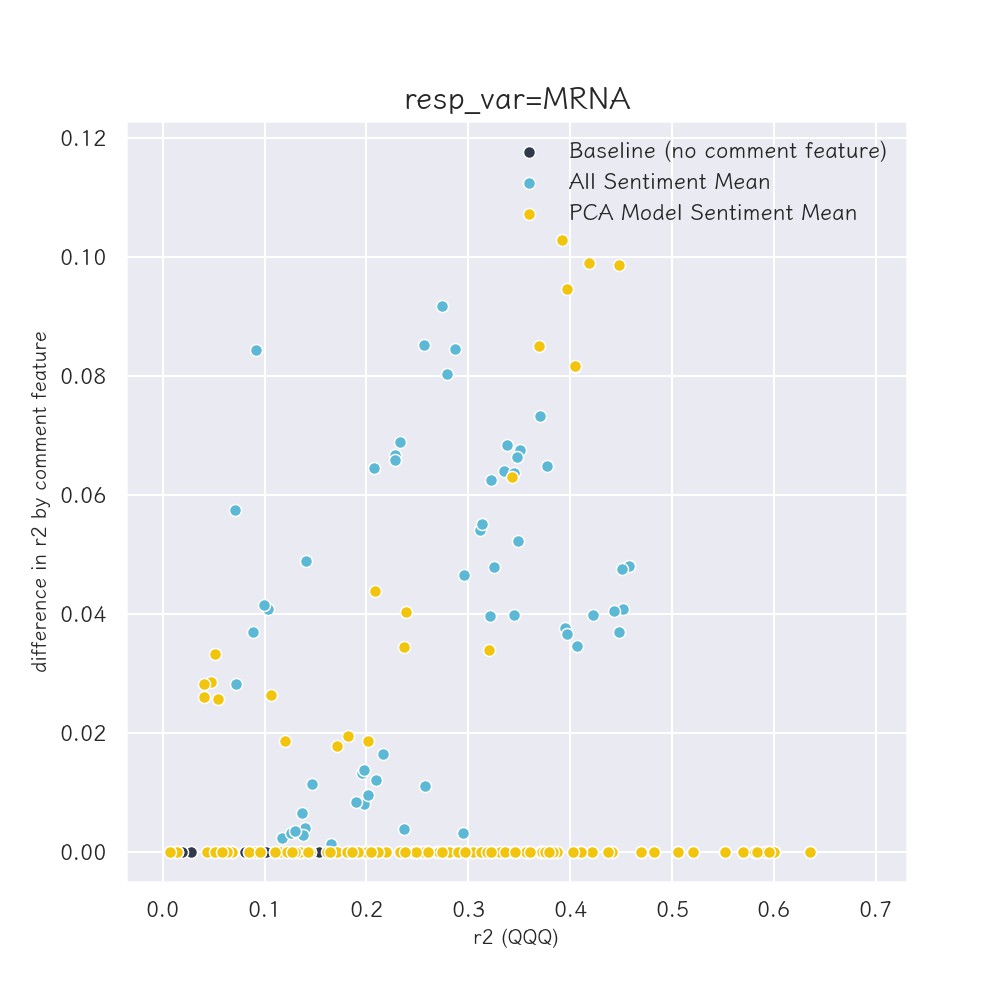 resp_var=MRNA
0.12
0.10
0.08
0.06
0.04
0.02
0.00
difference in r2 by comment feature
Baseline (no comment feature)
All Sentiment Mean
PCA Model Sentiment Mean
0.0 0.1 0.2 0.3 0.4 0.5 0.6 0.7
r2 (QQQ)